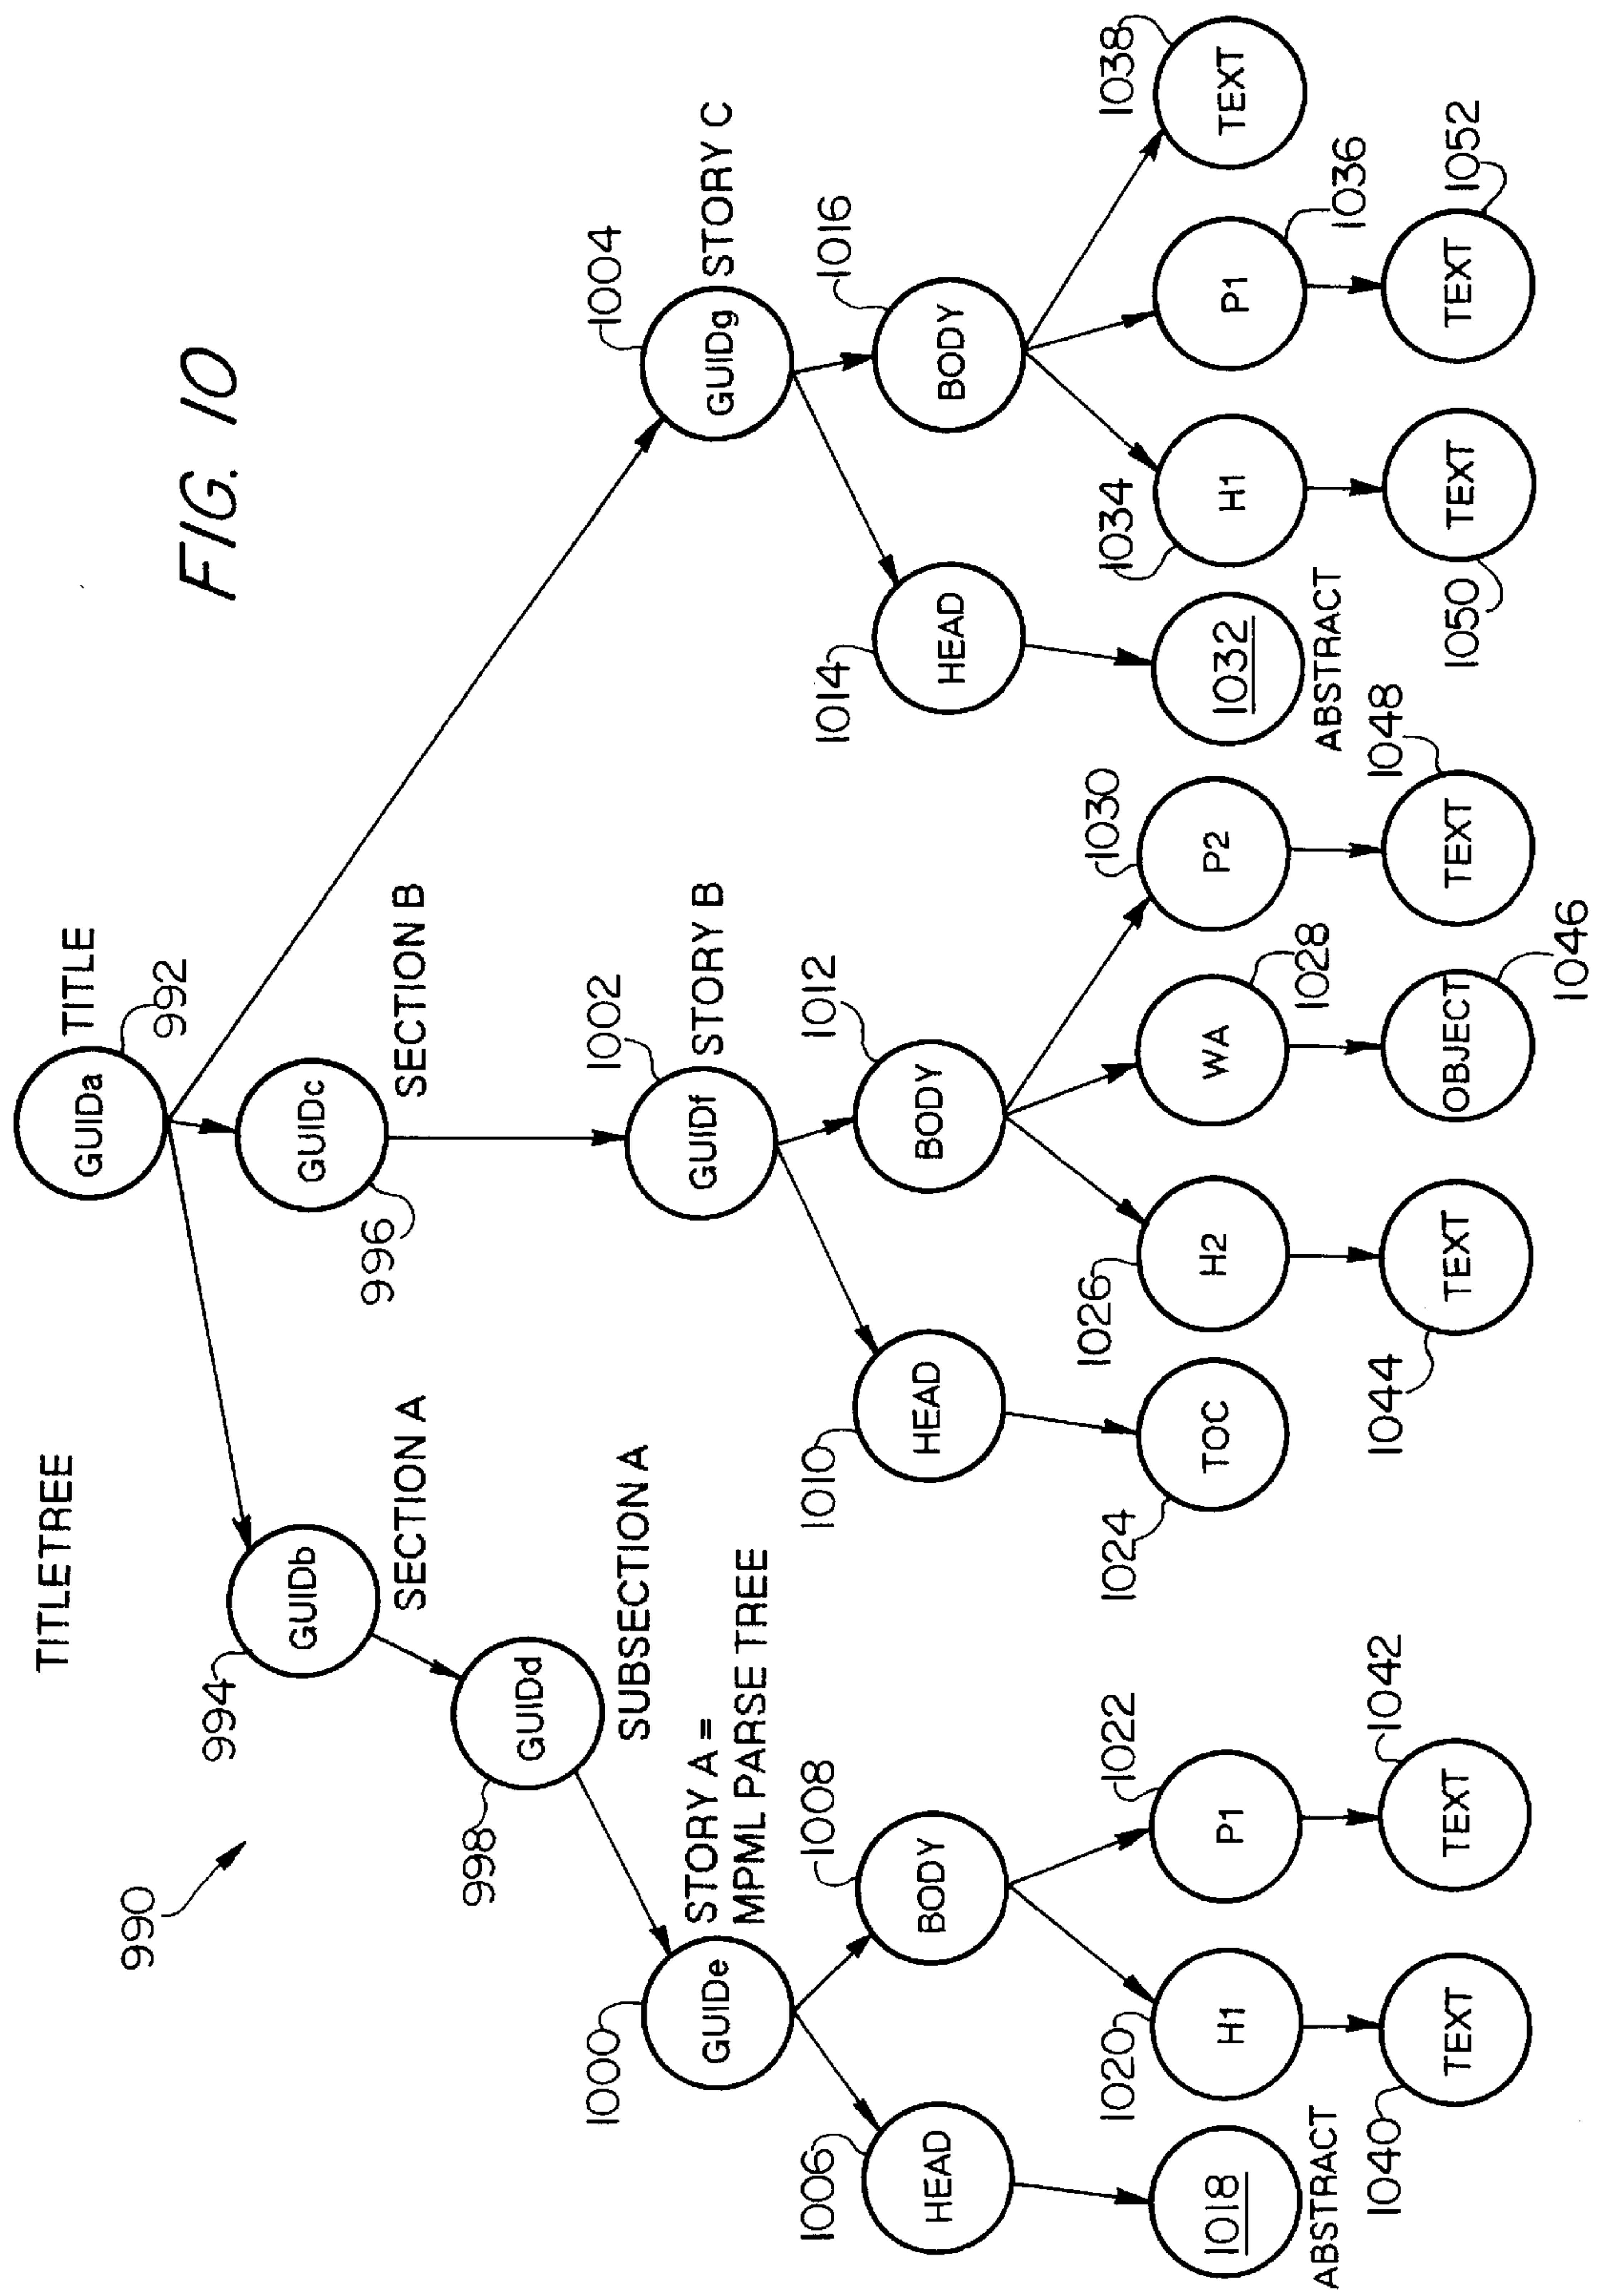 FIG. 10
TITLETREE
TITLE
990
GUIDa
992
994
GUIDb
SECTION A
996
GUIDc
SECTION B
998
GUIDd
SUBSECTION A
1000
GUIDe
STORY A =
MPML PARSE TREE
1002
GUIDf
STORY B
1004
GUIDg
STORY C
1006
HEAD
1008
BODY
1010
HEAD
1012
BODY
1014
HEAD
1016
BODY
1018
ABSTRACT
1020
H1
1022
P1
1024
TOC
1026
H2
1028
WA
1030
P2
1032
ABSTRACT
1034
H1
1036
P1
1038
TEXT
1040
TEXT
1042
TEXT
1044
TEXT
1046
OBJECT
1048
TEXT
1050
TEXT
1052
TEXT